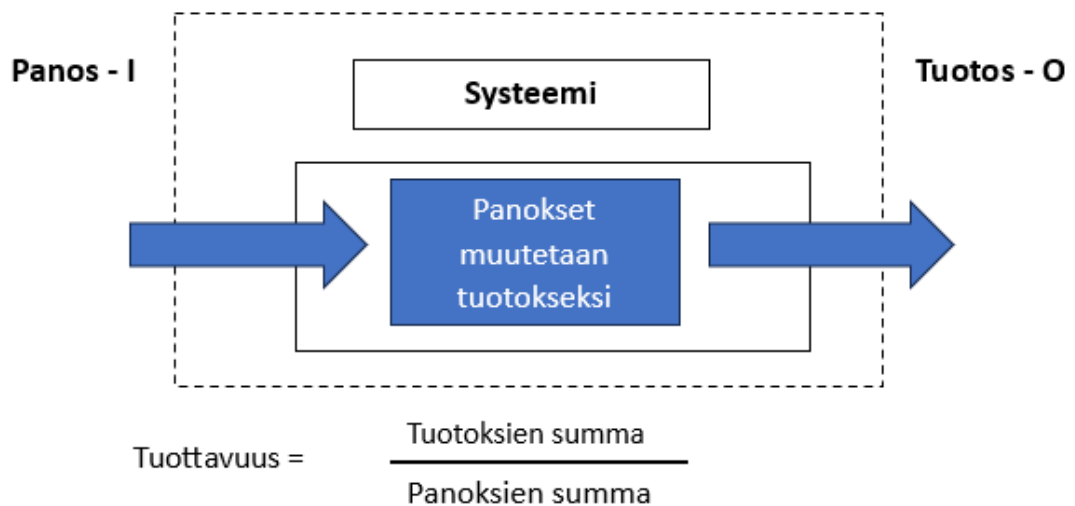 Panos - I
Tuotos - O
Systeemi
Panokset
muutetaan
tuotokseksi
Tuottavuus =
Tuotoksien summa
Panoksien summa